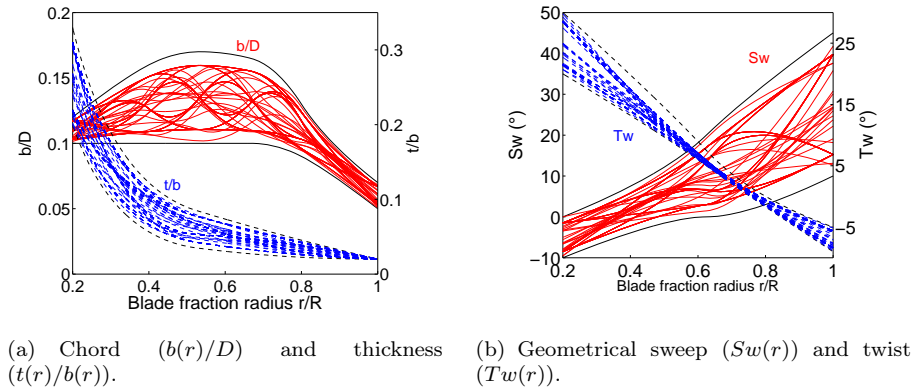 0.2
0.15
0.1
0.05
0
b/D
b/D
t/b
0.3
0.2
0.1
0
t/b
0.2 0.4 0.6 0.8 1
Blade fraction radius r/R
50
40
30
20
10
0
−10
Sw (°)
Sw
Tw
25
15
5
−5
Tw (°)
0.2 0.4 0.6 0.8 1
Blade fraction radius r/R
(a) Chord (b(r)/D) and thickness
(t(r)/b(r)).
(b) Geometrical sweep (Sw(r)) and twist
(Tw(r)).